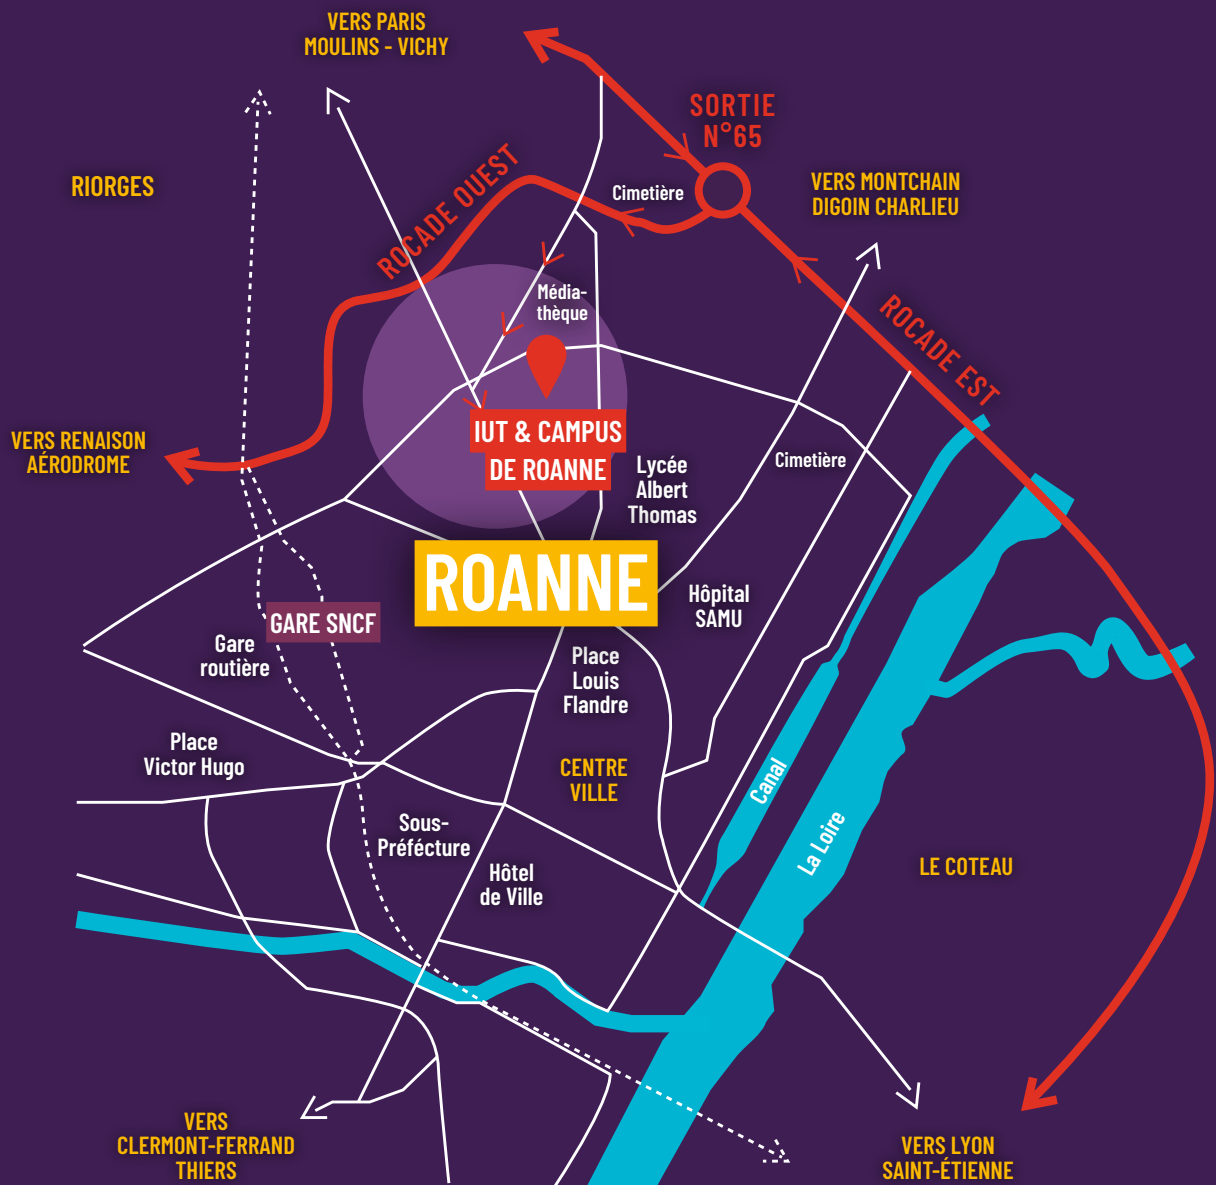 VERS PARIS
MOULINS - VICHY
SORTIE
N°65
ROCADE OUEST
Cimetière
RIORGES
VERS MONTCHAIN
DIGOIN CHARLIEU
Média-
thèque
ROCADE EST
VERS RENAISON
AÉRODROME
IUT & CAMPUS
DE ROANNE
Lycée
Albert
Thomas
Cimetière
ROANNE
Hôpital
SAMU
GARE SNCF
Gare
routière
Place
Louis
Flandre
Place
Victor Hugo
CENTRE
VILLE
Canal
La Loire
Sous-
Préfécture
Hôtel
de Ville
LE COTEAU
VERS
CLERMONT-FERRAND
THIERS
VERS LYON
SAINT-ÉTIENNE